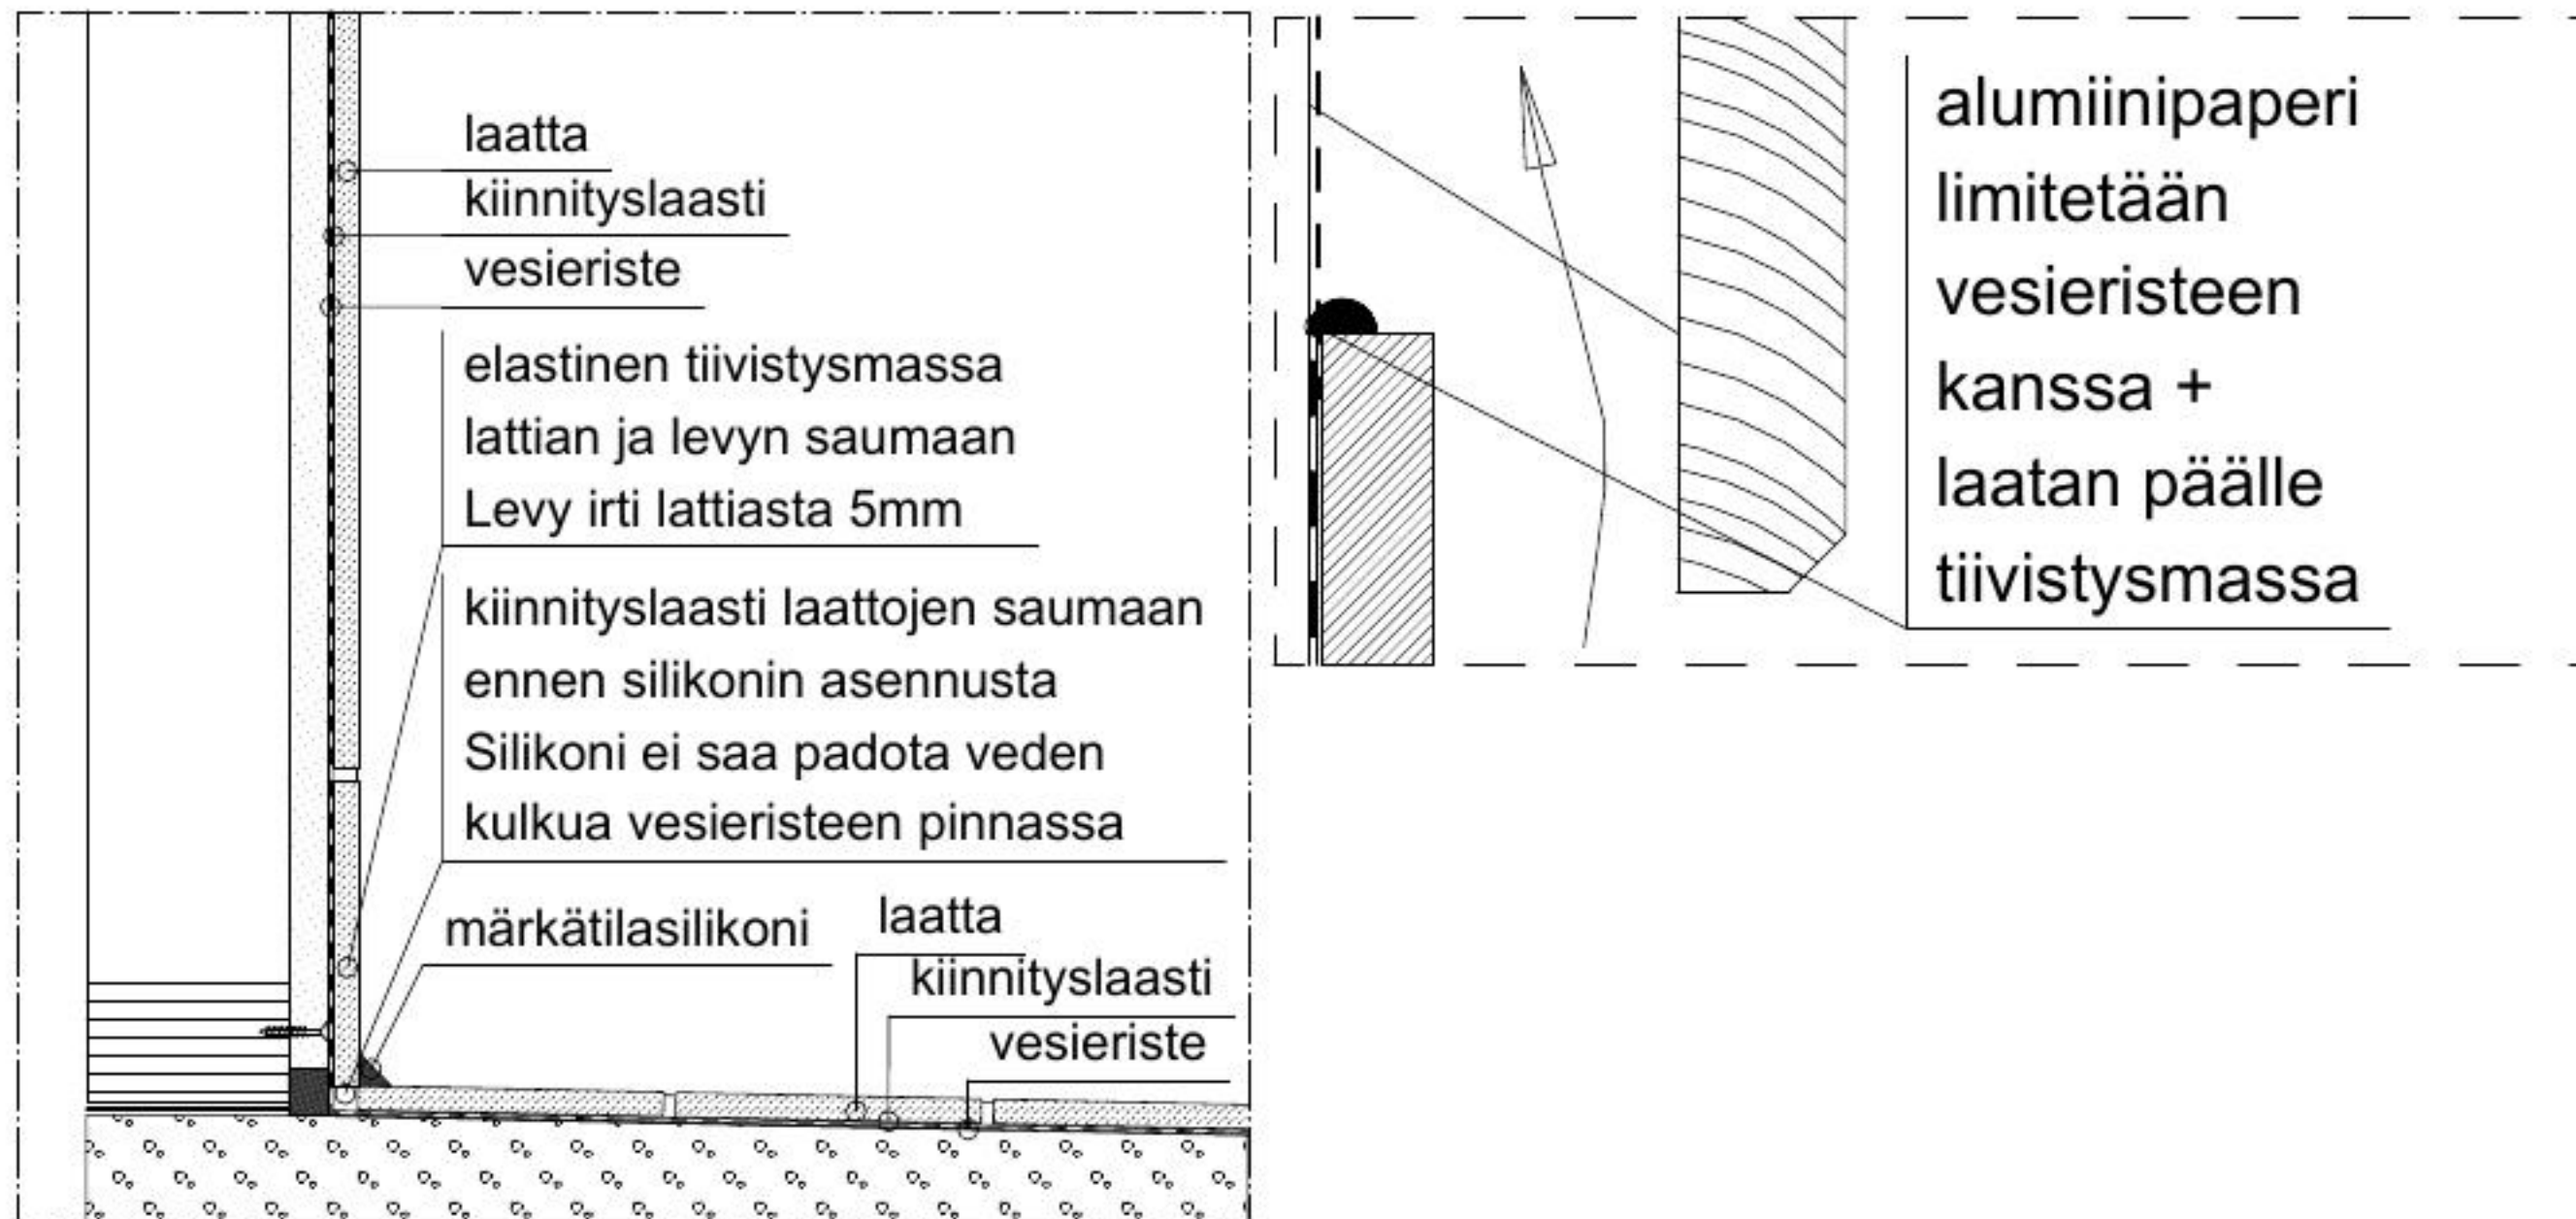 laatta
kiinnityslaasti
vesieriste
elastinen tiivistysmassa
lattian ja levyn saumaan
Levy irti lattiasta 5mm
kiinnityslaasti laattojen saumaan
ennen silikonin asennusta
Silikoni ei saa padota veden
kulkua vesieristeen pinnassa
märkätilasilikoni
laatta
kiinnityslaasti
vesieriste
alumiinipaperi
limitetään
vesieristeen
kanssa +
laatan päälle
tiivistysmassa